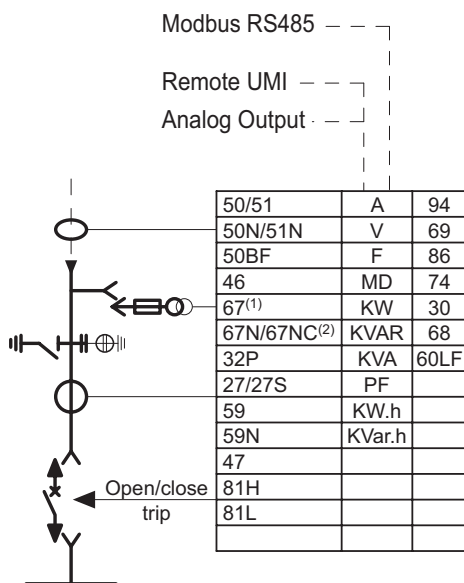 Modbus RS485
Remote UMI
Analog Output
50/51 A 94
50N/51N V 69
50BF F 86
46 MD 74
67(1) KW 30
67N/67NC(2) KVAR 68
32P KVA 60LF
27/27S PF
59 KW.h
59N KVar.h
47
81H
81L
Open/close
trip